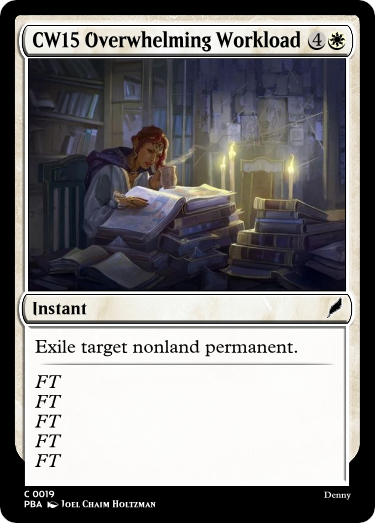 CW15 Overwhelming Workload 4
Instant
Exile target nonland permanent.
FT
FT
FT
FT
FT
C 0019
Denny
PBA Joel Chaim Holtzman